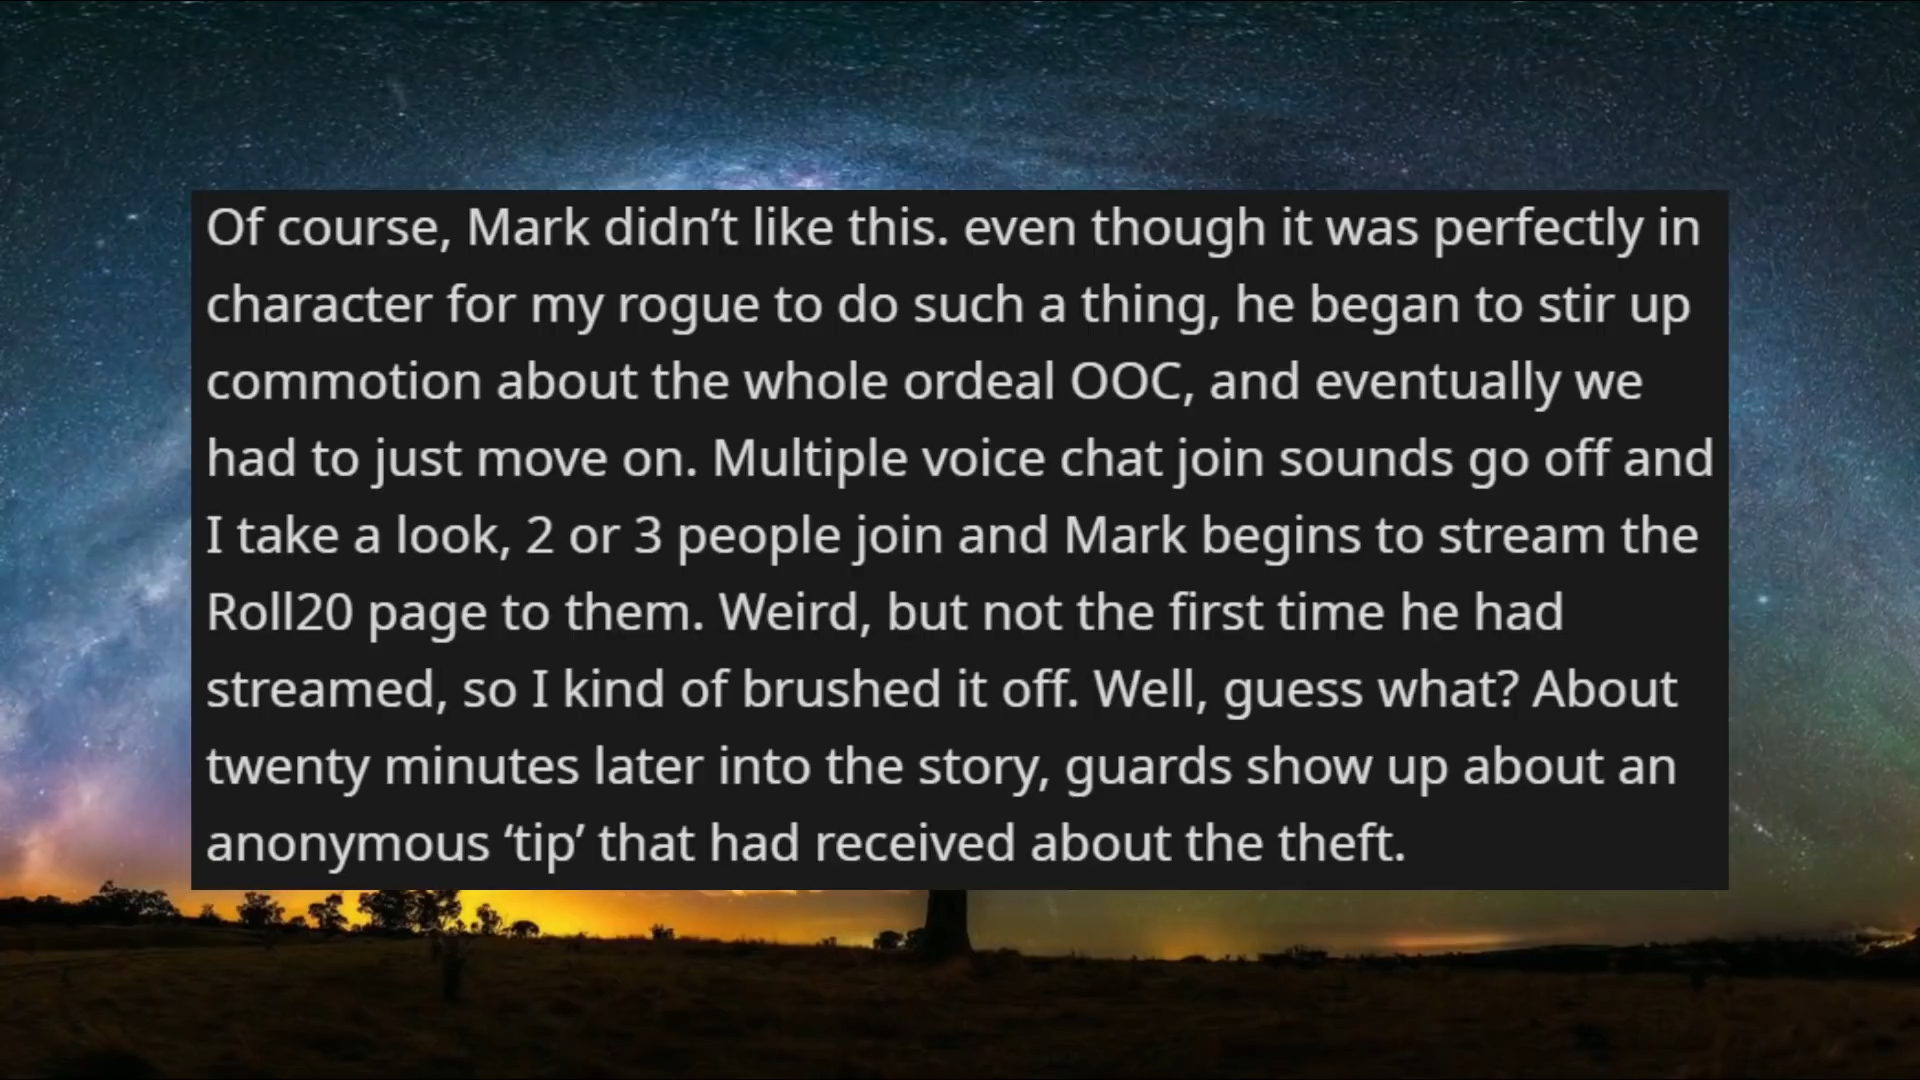 Of course, Mark didn’t like this. even though it was perfectly in
character for my rogue to do such a thing, he began to stir up
commotion about the whole ordeal OOC, and eventually we
had to just move on. Multiple voice chat join sounds go off and
I take a look, 2 or 3 people join and Mark begins to stream the
Roll20 page to them. Weird, but not the first time he had
streamed, so I kind of brushed it off. Well, guess what? About
twenty minutes later into the story, guards show up about an
anonymous ‘tip’ that had received about the theft.